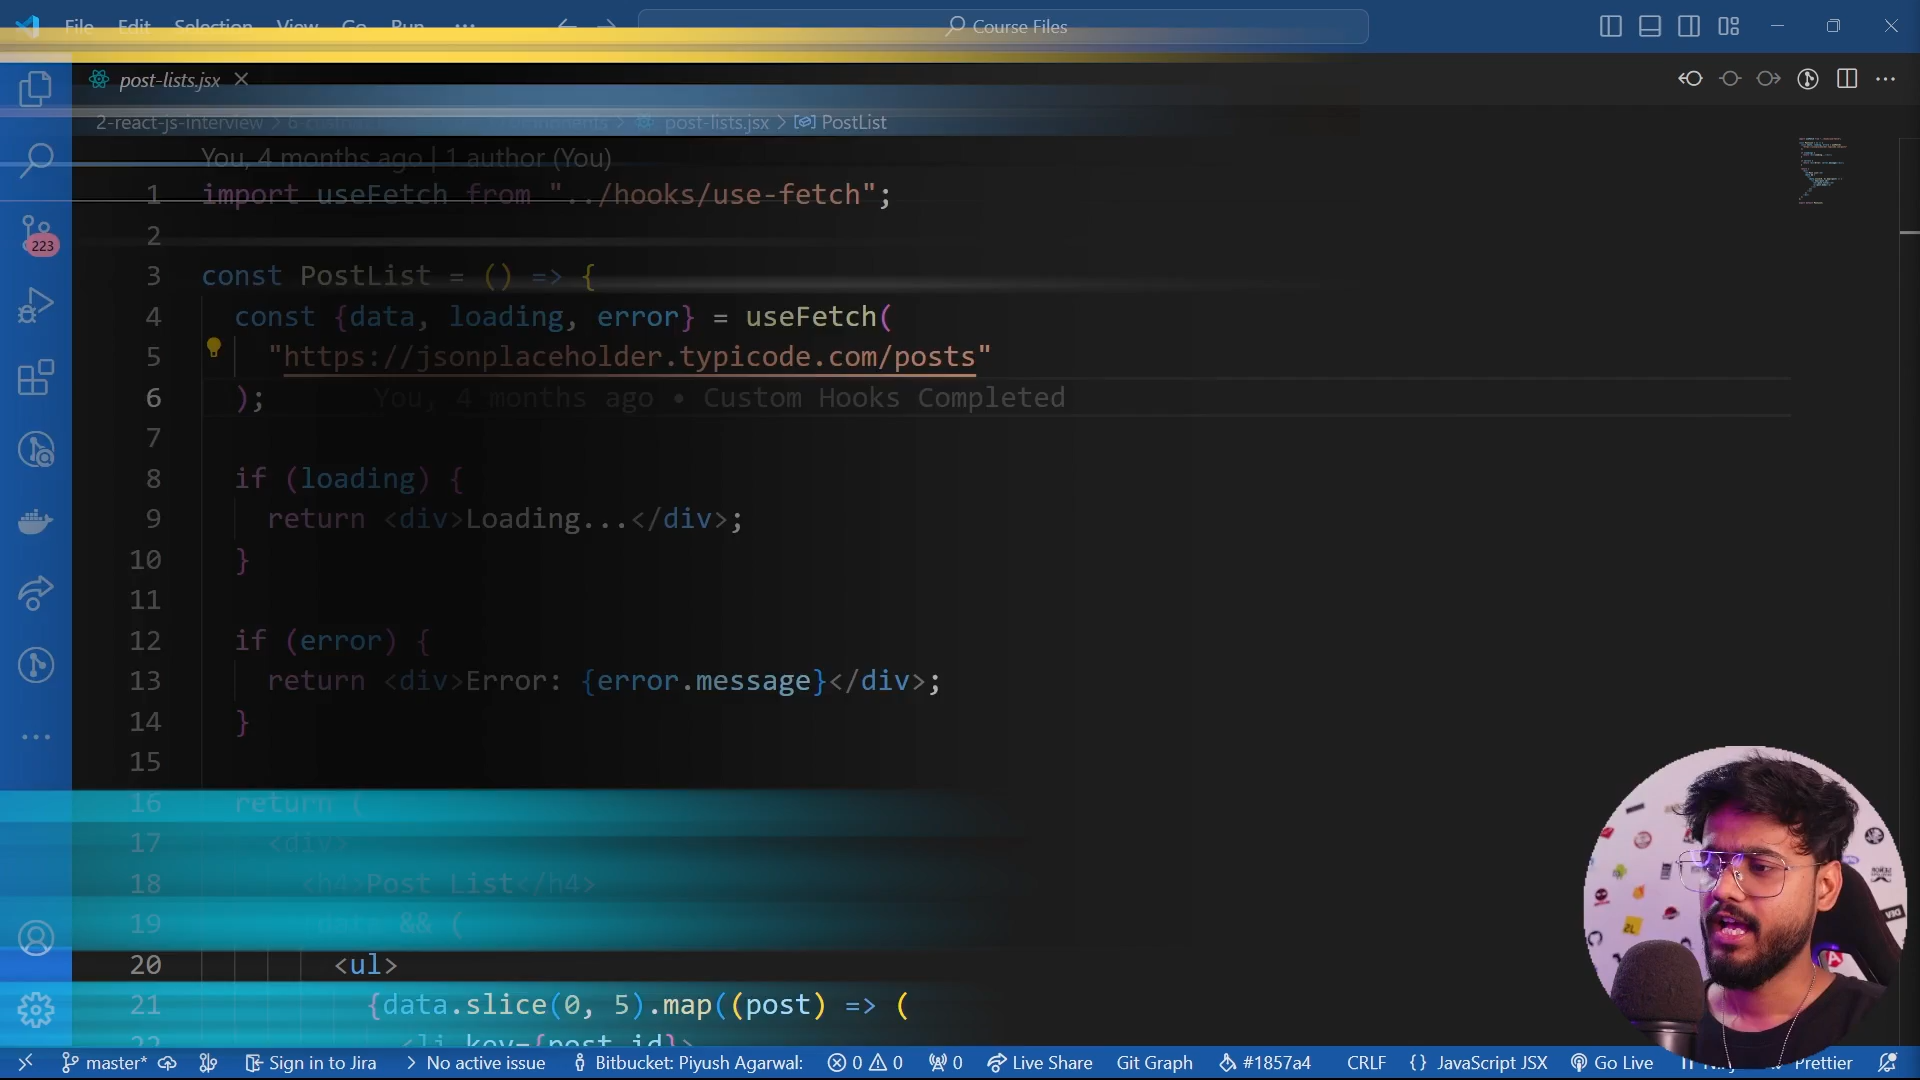 File Edit Selection View Go Run ... Course Files
post-lists.jsx
2-react-js-interview > post-lists.jsx > PostList
You, 4 months ago | 1 author (You)
1 import useFetch from "../hooks/use-fetch";
2
3 const PostList = () => {
4 const {data, loading, error} = useFetch(
5 "https://jsonplaceholder.typicode.com/posts"
6 ); You, 4 months ago • Custom Hooks Completed
7
8 if (loading) {
9 return <div>Loading...</div>;
10 }
11
12 if (error) {
13 return <div>Error: {error.message}</div>;
14 }
15
16 return (
17 <div>
18 <h4>Post List</h4>
19 data && (
20 <ul>
21 {data.slice(0, 5).map((post) => (
22 <li key={post.id}>
223
master* Sign in to Jira > No active issue Bitbucket: Piyush Agarwal: 0 0 0 Live Share Git Graph #1857a4 CRLF {} JavaScript JSX Go Live Prettier